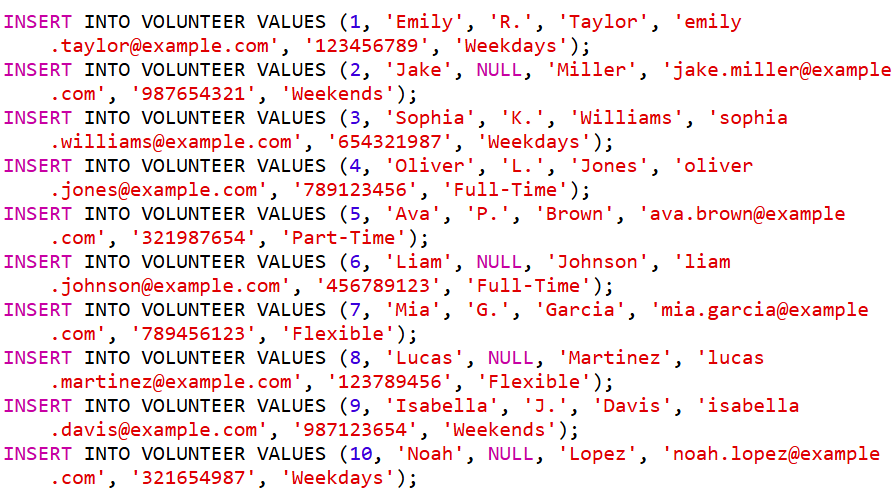 INSERT INTO VOLUNTEER VALUES (1, 'Emily', 'R.', 'Taylor', 'emily
.taylor@example.com', '123456789', 'Weekdays');
INSERT INTO VOLUNTEER VALUES (2, 'Jake', NULL, 'Miller', 'jake.miller@example
.com', '987654321', 'Weekends');
INSERT INTO VOLUNTEER VALUES (3, 'Sophia', 'K.', 'Williams', 'sophia
.williams@example.com', '654321987', 'Weekdays');
INSERT INTO VOLUNTEER VALUES (4, 'Oliver', 'L.', 'Jones', 'oliver
.jones@example.com', '789123456', 'Full-Time');
INSERT INTO VOLUNTEER VALUES (5, 'Ava', 'P.', 'Brown', 'ava.brown@example
.com', '321987654', 'Part-Time');
INSERT INTO VOLUNTEER VALUES (6, 'Liam', NULL, 'Johnson', 'liam
.johnson@example.com', '456789123', 'Full-Time');
INSERT INTO VOLUNTEER VALUES (7, 'Mia', 'G.', 'Garcia', 'mia.garcia@example
.com', '789456123', 'Flexible');
INSERT INTO VOLUNTEER VALUES (8, 'Lucas', NULL, 'Martinez', 'lucas
.martinez@example.com', '123789456', 'Flexible');
INSERT INTO VOLUNTEER VALUES (9, 'Isabella', 'J.', 'Davis', 'isabella
.davis@example.com', '987123654', 'Weekends');
INSERT INTO VOLUNTEER VALUES (10, 'Noah', NULL, 'Lopez', 'noah.lopez@example
.com', '321654987', 'Weekdays');